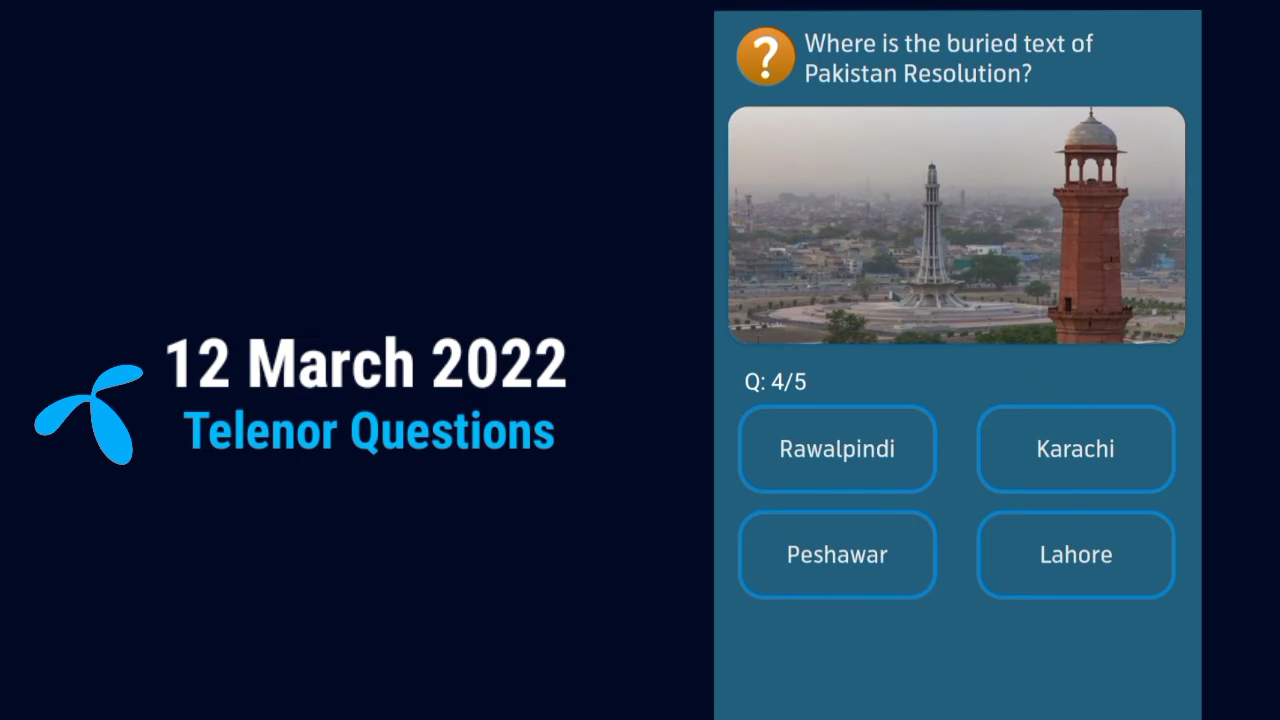 12 March 2022
Telenor Questions
?
Where is the buried text of
Pakistan Resolution?
Q: 4/5
Rawalpindi
Karachi
Peshawar
Lahore